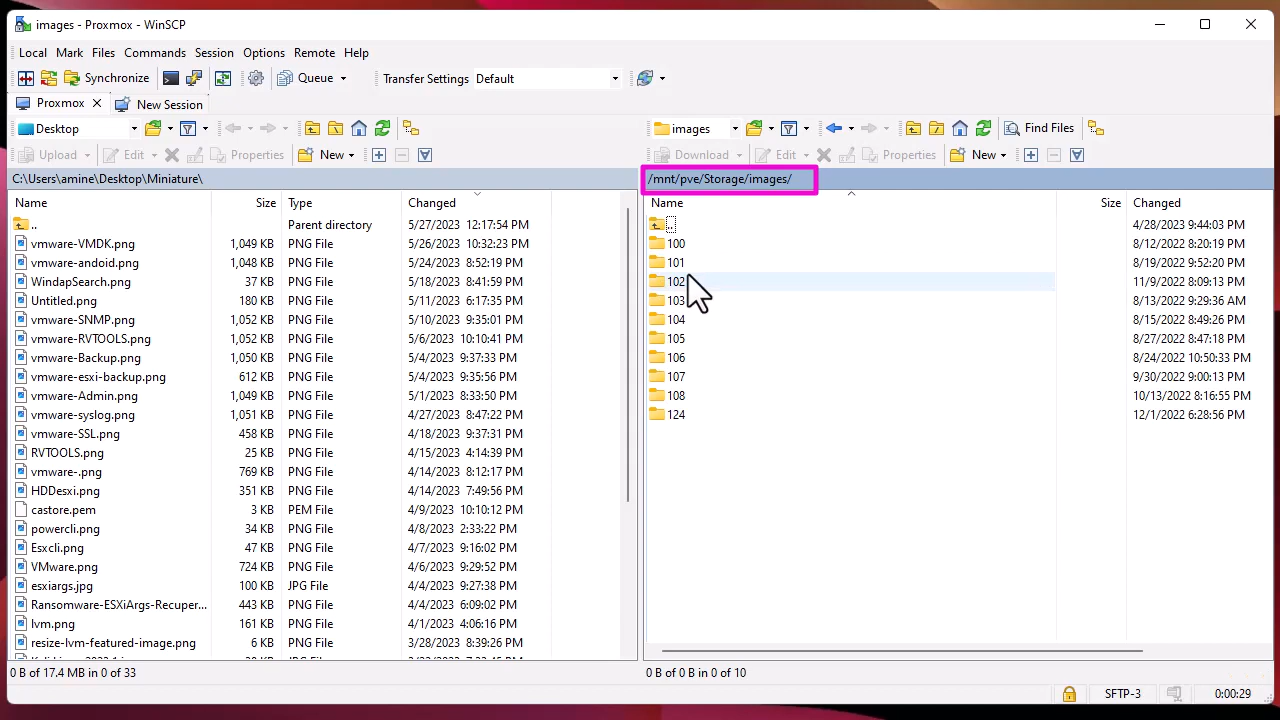 images - Proxmox - WinSCP
Local Mark Files Commands Session Options Remote Help
Synchronize Queue Transfer Settings Default
Proxmox New Session
Desktop images Find Files
Upload Edit Properties New Download Edit Properties New
C:\Users\amine\Desktop\Miniature\ /mnt/pve/Storage/images/
Name Size Type Changed
.. Parent directory 5/27/2023 12:17:54 PM
vmware-VMDK.png 1,049 KB PNG File 5/26/2023 10:32:23 PM
vmware-andoid.png 1,048 KB PNG File 5/24/2023 8:52:19 PM
WindapSearch.png 37 KB PNG File 5/18/2023 8:41:59 PM
Untitled.png 180 KB PNG File 5/11/2023 6:17:35 PM
vmware-SNMP.png 1,052 KB PNG File 5/10/2023 9:35:01 PM
vmware-RVTOOLS.png 1,052 KB PNG File 5/6/2023 10:10:41 PM
vmware-Backup.png 1,050 KB PNG File 5/4/2023 9:37:33 PM
vmware-esxi-backup.png 612 KB PNG File 5/4/2023 9:35:56 PM
vmware-Admin.png 1,049 KB PNG File 5/1/2023 8:33:50 PM
vmware-syslog.png 1,051 KB PNG File 4/27/2023 8:47:22 PM
vmware-SSL.png 458 KB PNG File 4/18/2023 9:37:31 PM
RVTOOLS.png 25 KB PNG File 4/15/2023 4:14:39 PM
vmware-.png 769 KB PNG File 4/14/2023 8:12:17 PM
HDDesxi.png 351 KB PNG File 4/14/2023 7:49:56 PM
castore.pem 3 KB PEM File 4/9/2023 10:10:12 PM
powercli.png 34 KB PNG File 4/8/2023 2:33:22 PM
Esxcli.png 47 KB PNG File 4/7/2023 9:16:02 PM
VMware.png 724 KB PNG File 4/6/2023 9:29:52 PM
esxiargs.jpg 100 KB JPG File 4/4/2023 9:27:38 PM
Ransomware-ESXiArgs-Recuper... 443 KB PNG File 4/4/2023 6:09:02 PM
lvm.png 161 KB PNG File 4/1/2023 4:06:16 PM
resize-lvm-featured-image.png 6 KB PNG File 3/28/2023 8:39:26 PM
Name Size Changed
.. 4/28/2023 9:44:03 PM
100 8/12/2022 8:20:19 PM
101 8/19/2022 9:52:20 PM
102 11/9/2022 8:09:13 PM
103 8/13/2022 9:29:36 AM
104 8/15/2022 8:49:26 PM
105 8/27/2022 8:47:18 PM
106 8/24/2022 10:50:33 PM
107 9/30/2022 9:00:13 PM
108 10/13/2022 8:16:55 PM
124 12/1/2022 6:28:56 PM
0 B of 17.4 MB in 0 of 33 0 B of 0 B in 0 of 10
SFTP-3 0:00:29